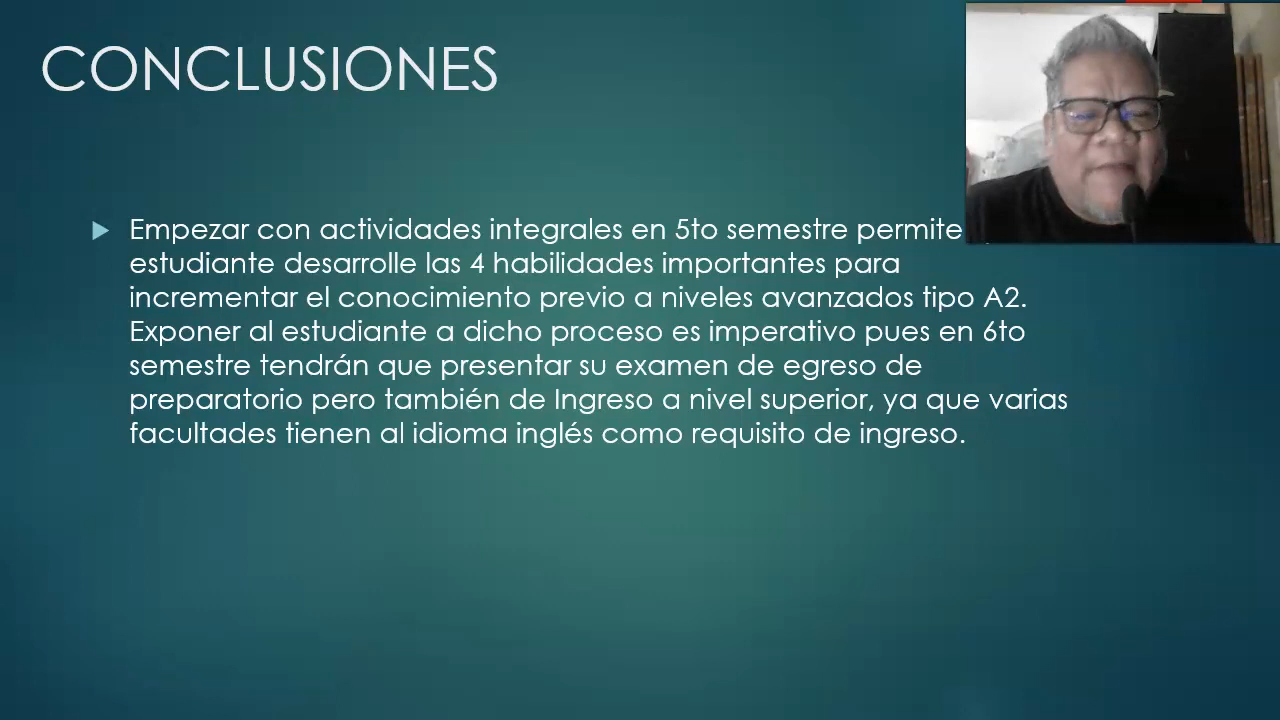 CONCLUSIONES
Empezar con actividades integrales en 5to semestre permite
estudiante desarrolle las 4 habilidades importantes para
incrementar el conocimiento previo a niveles avanzados tipo A2.
Exponer al estudiante a dicho proceso es imperativo pues en 6to
semestre tendrán que presentar su examen de egreso de
preparatorio pero también de Ingreso a nivel superior, ya que varias
facultades tienen al idioma inglés como requisito de ingreso.